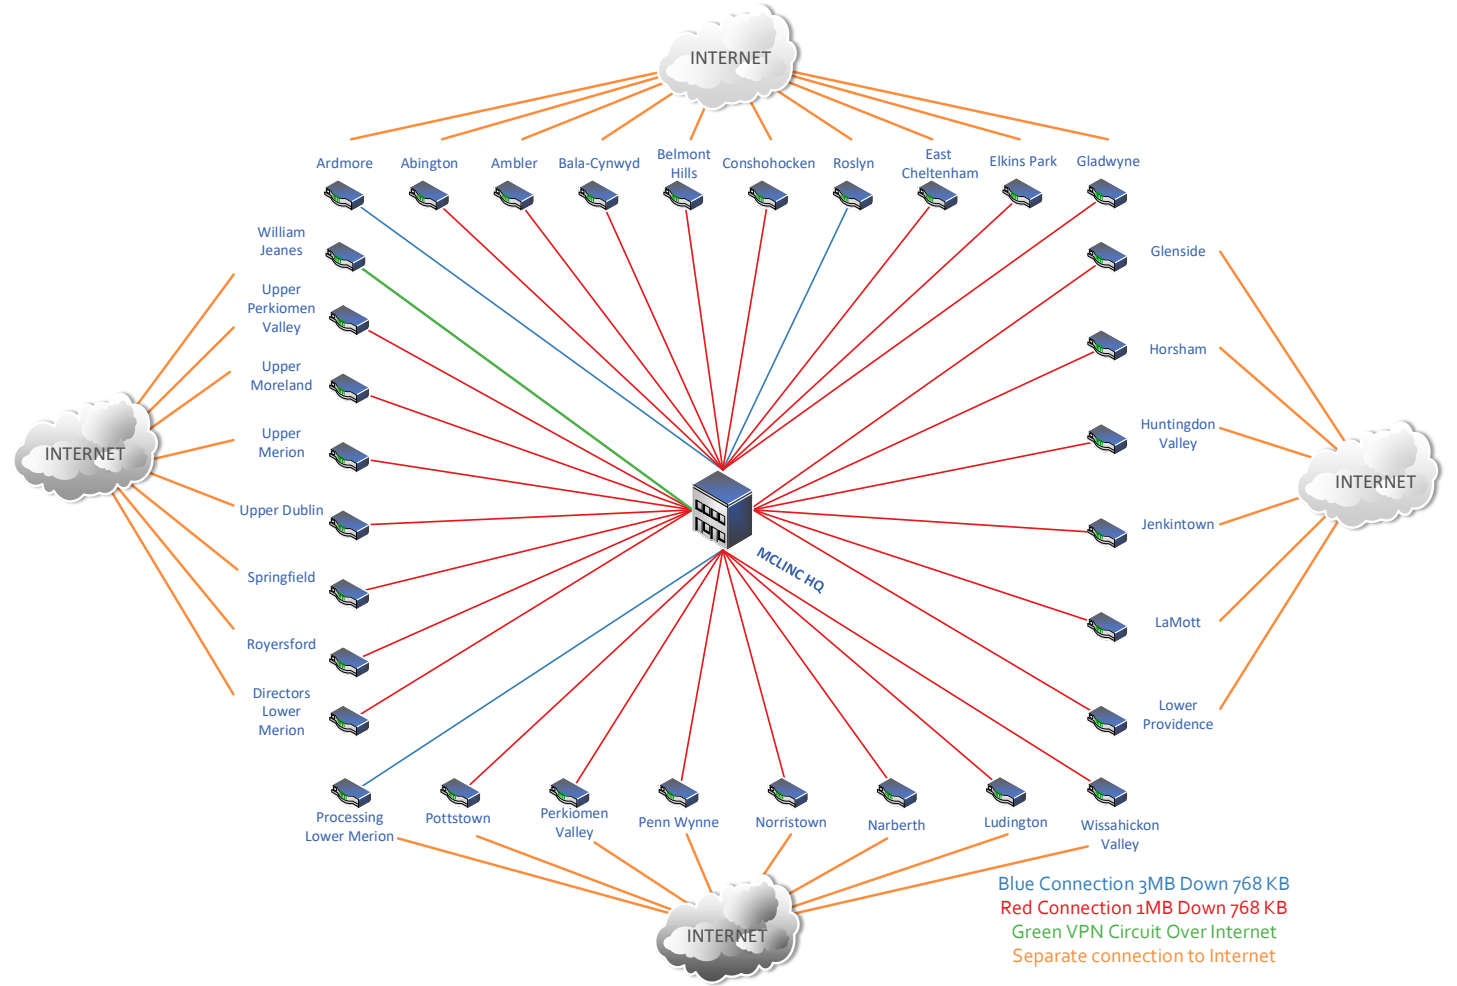 INTERNET
Ardmore
Abington
Ambler
Bala-Cynwyd
Belmont
Hills
Conshohocken
Roslyn
East
Cheltenham
Elkins Park
Gladwyne
William
Jeanes
Upper
Perkiomen
Valley
Upper
Moreland
Upper
Merion
Upper Dublin
Springfield
Royersford
Directors
Lower
Merion
INTERNET
Glenside
Horsham
Huntingdon
Valley
Jenkintown
LaMott
Lower
Providence
INTERNET
MCLINC HQ
Processing
Lower Merion
Pottstown
Perkiomen
Valley
Penn Wynne
Norristown
Narberth
Ludington
Wissahickon
Valley
INTERNET
Blue Connection 3MB Down 768 KB
Red Connection 1MB Down 768 KB
Green VPN Circuit Over Internet
Separate connection to Internet